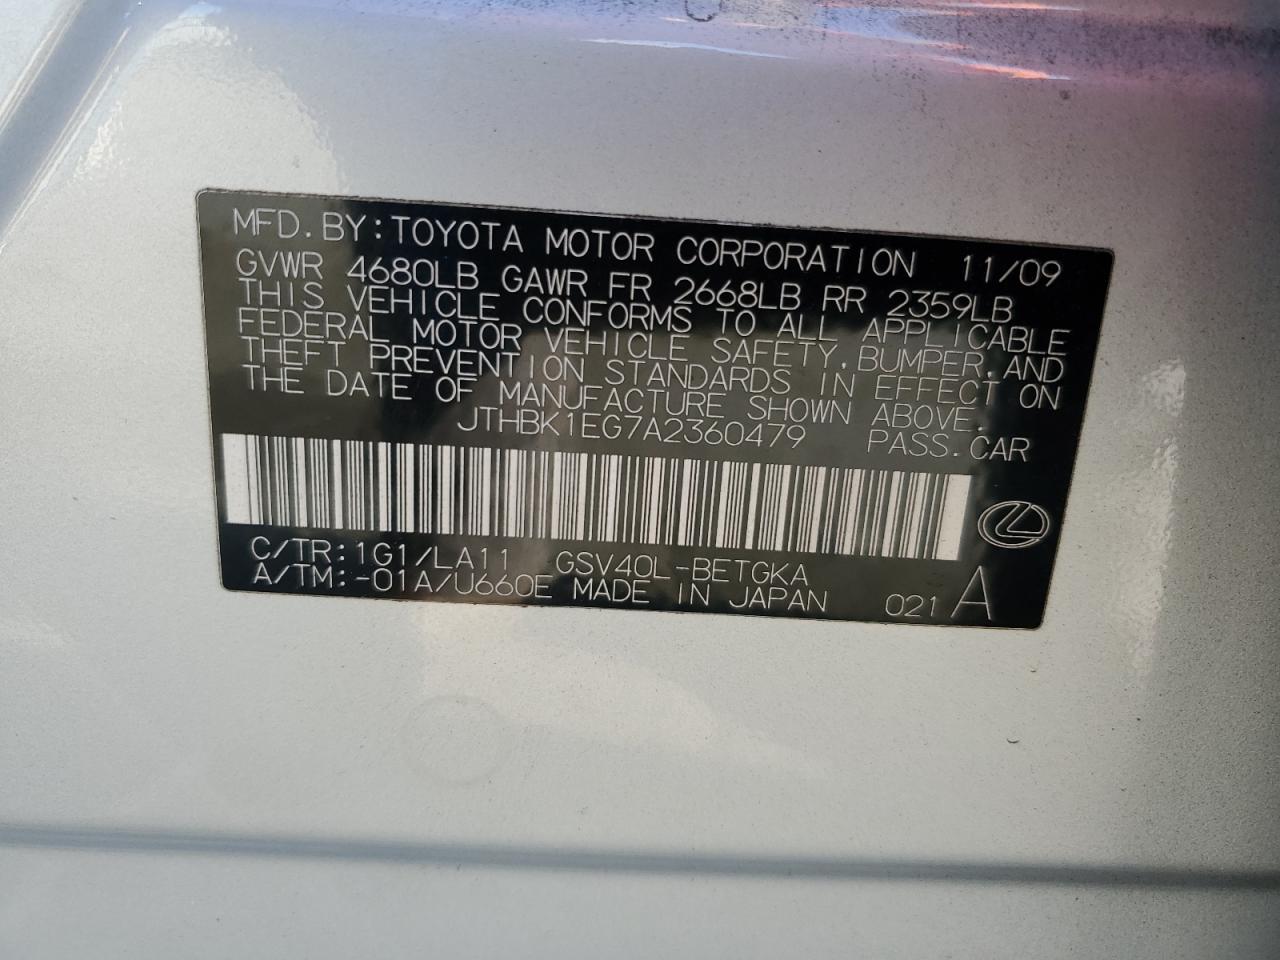 MFD.BY:TOYOTA MOTOR CORPORATION 11/09
GVWR 4680LB GAWR FR 2668LB RR 2359LB
THIS VEHICLE CONFORMS TO ALL APPLICABLE
FEDERAL MOTOR VEHICLE SAFETY,BUMPER,AND
THEFT PREVENTION STANDARDS IN EFFECT ON
THE DATE OF MANUFACTURE SHOWN ABOVE.
JTHBK1EG7A2360479 PASS.CAR
C/TR:1G1/LA11 GSV40L-BETGKA
A/TM:-01A/U660E MADE IN JAPAN 021 A